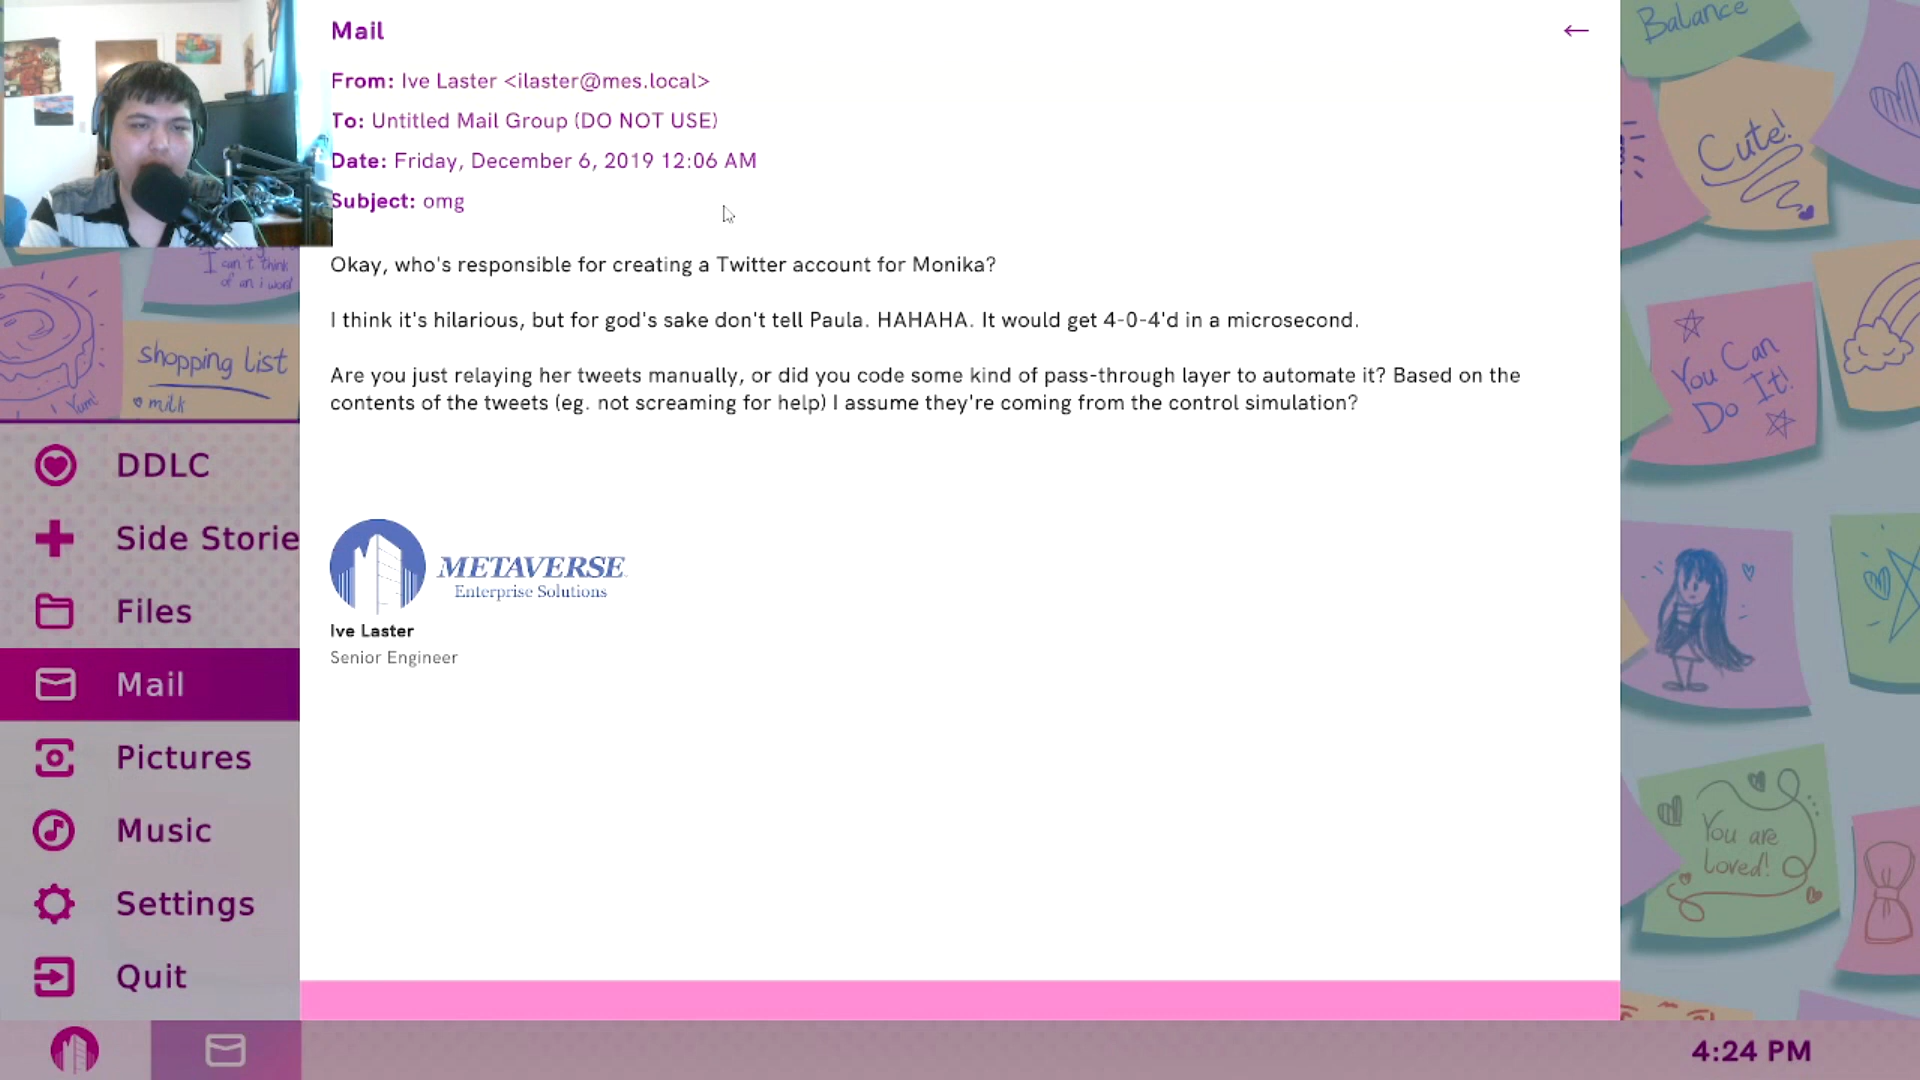 Mail
From: Ive Laster <ilaster@mes.local>
To: Untitled Mail Group (DO NOT USE)
Date: Friday, December 6, 2019 12:06 AM
Subject: omg
Okay, who's responsible for creating a Twitter account for Monika?
I think it's hilarious, but for god's sake don't tell Paula. HAHAHA. It would get 4-0-4'd in a microsecond.
Are you just relaying her tweets manually, or did you code some kind of pass-through layer to automate it? Based on the
contents of the tweets (eg. not screaming for help) I assume they're coming from the control simulation?
METAVERSE
Enterprise Solutions
Ive Laster
Senior Engineer
I can't think
of an i word
Yum!
shopping list
milk
DDLC
Side Storie
Files
Mail
Pictures
Music
Settings
Quit
Balance
Cute!
You Can
Do It!
You are
Loved!
4:24 PM